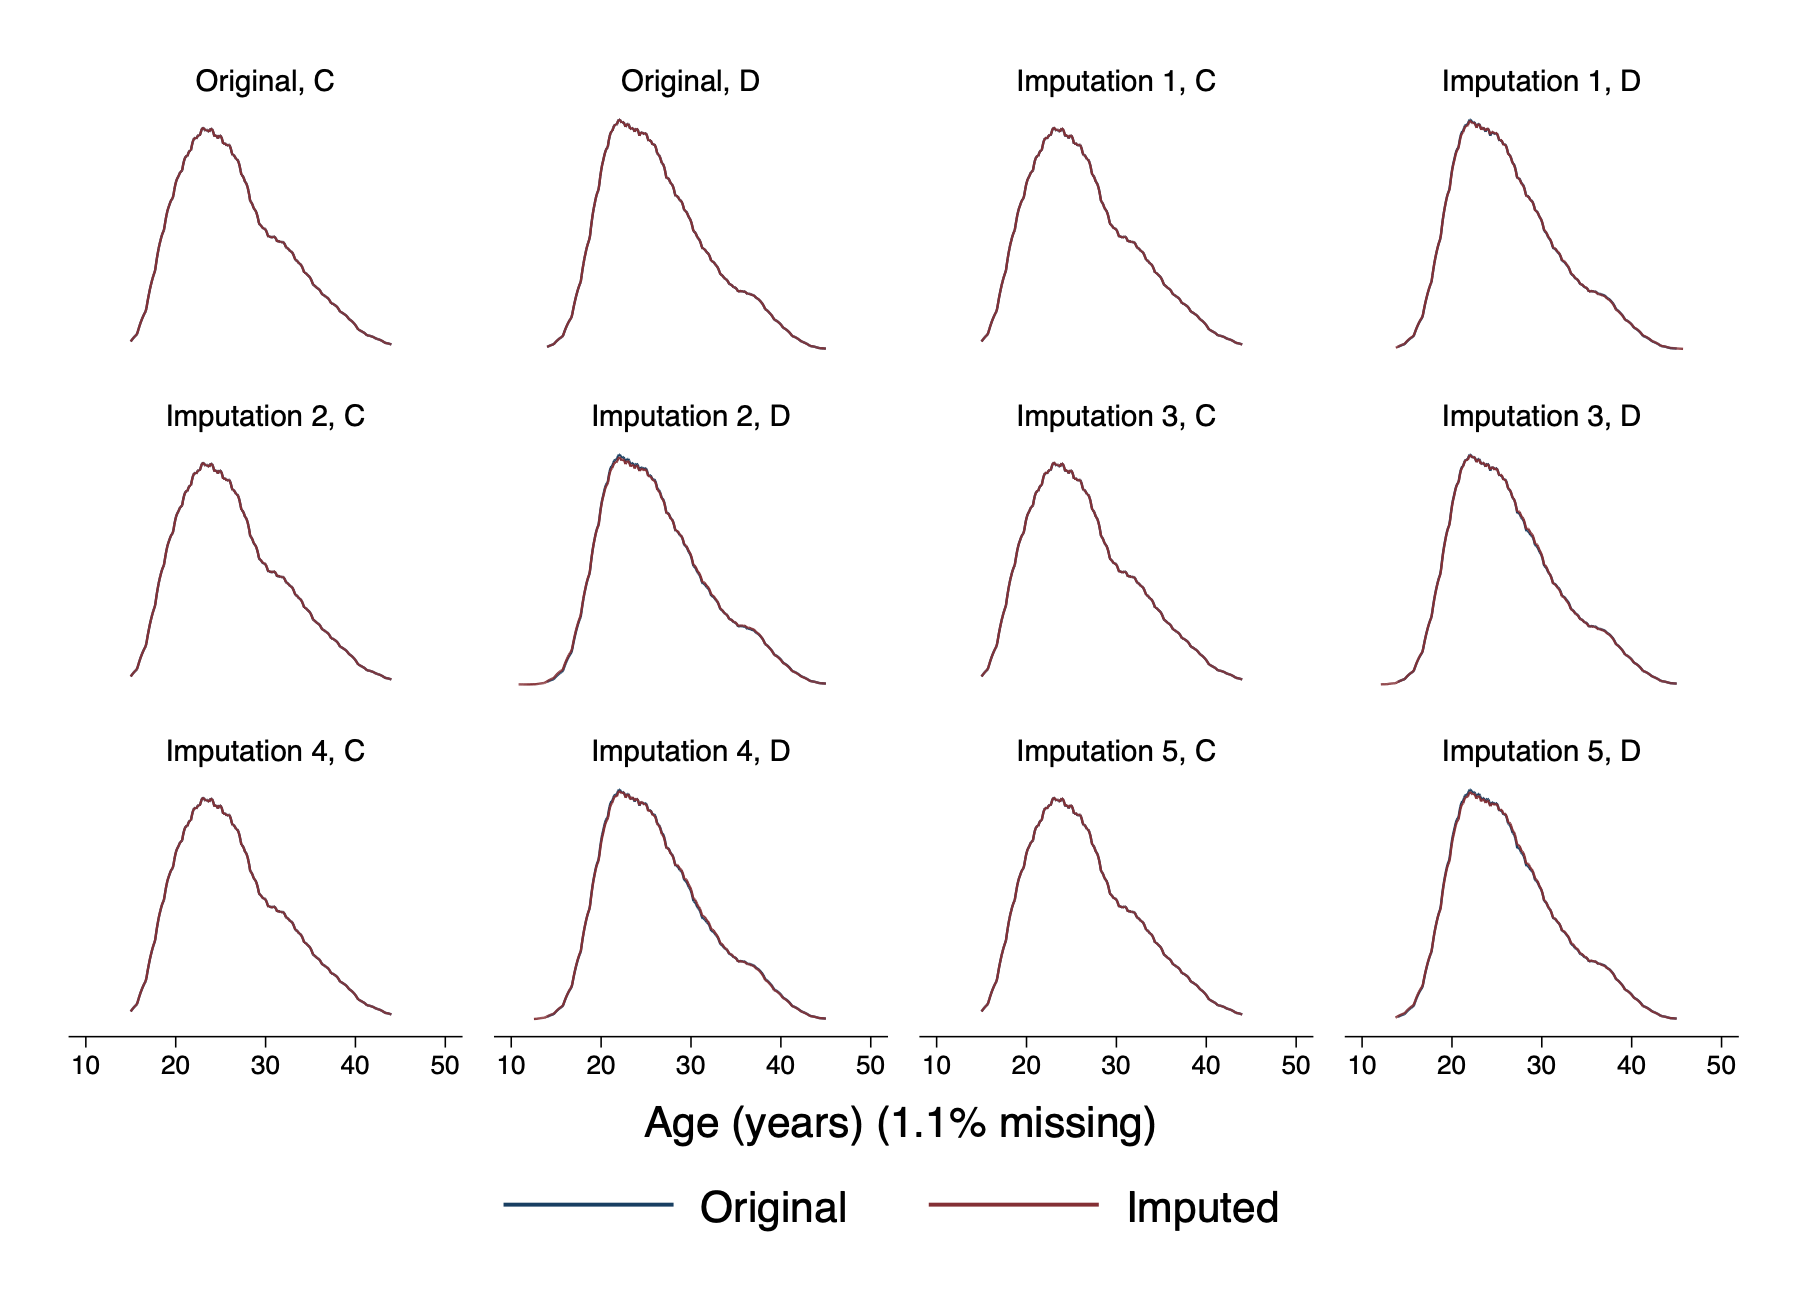 Original, C
Original, D
Imputation 1, C
Imputation 1, D
Imputation 2, C
Imputation 2, D
Imputation 3, C
Imputation 3, D
Imputation 4, C
Imputation 4, D
Imputation 5, C
Imputation 5, D
10 20 30 40 50
10 20 30 40 50
10 20 30 40 50
10 20 30 40 50
Age (years) (1.1% missing)
Original
Imputed